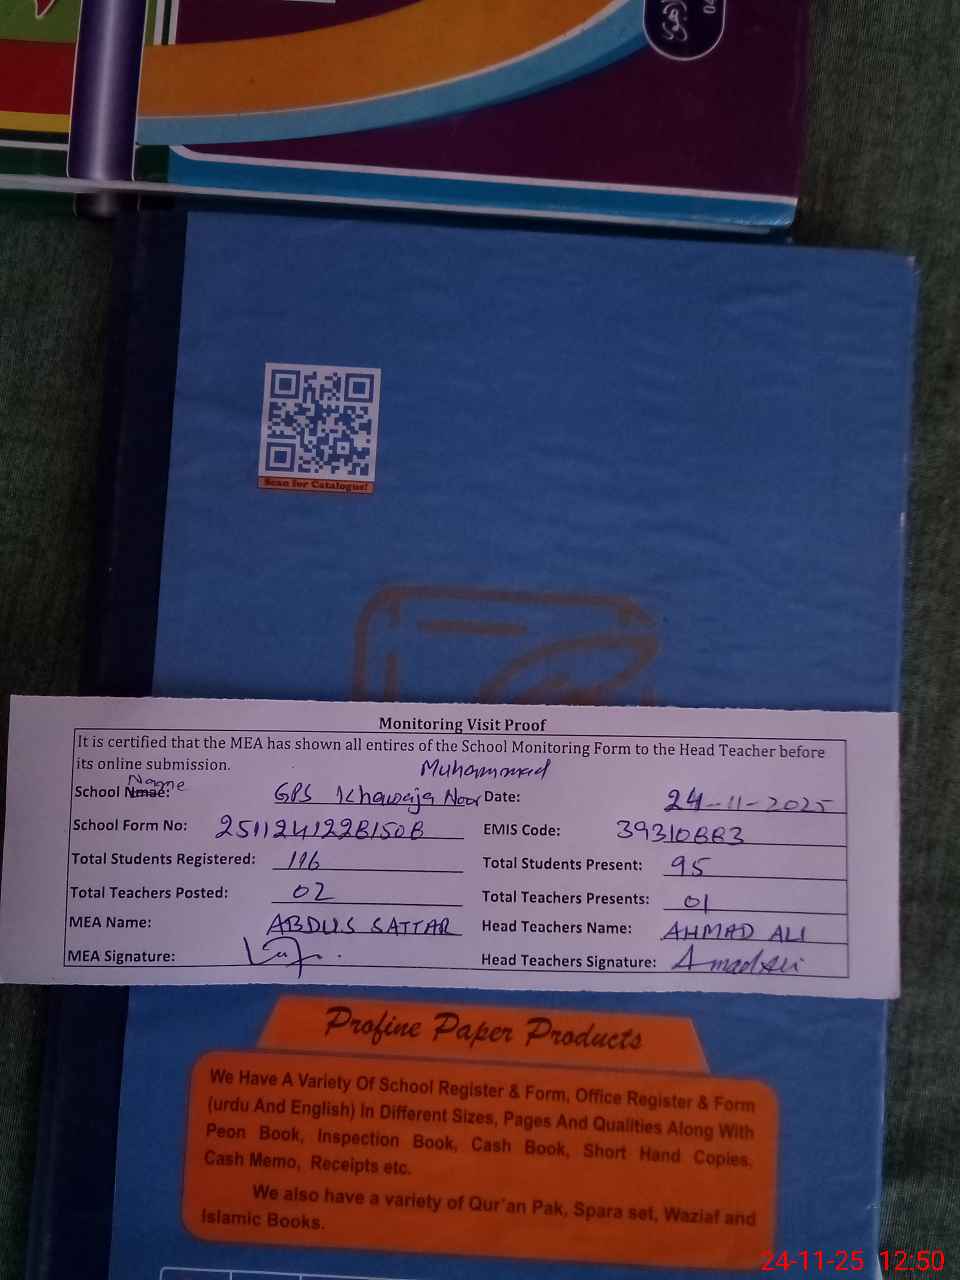 04
Scan for Catalogue!
Monitoring Visit Proof
It is certified that the MEA has shown all entires of the School Monitoring Form to the Head Teacher before
its online submission.
Muhammad
Name
School Nmae: GPS Khawaja Noor Date: 24-11-2025
School Form No: 251124122B150B EMIS Code:
Total Students Registered: Total Students Present: 95
Total Teachers Posted: 02 Total Teachers Presents: 01
MEA Name: ABDUS SATTAR Head Teachers Name: AHMAD ALI
MEA Signature: Head Teachers Signature: AmadAli
Profine Paper Products
We Have A Variety Of School Register & Form, Office Register & Form
(urdu And English) In Different Sizes, Pages And Qualities Along With
Peon Book, Inspection Book, Cash Book, Short Hand Copies,
Cash Memo, Receipts etc.
We also have a variety of Qur'an Pak, Spara set, Waziaf and
Islamic Books.
24-11-25 12:50